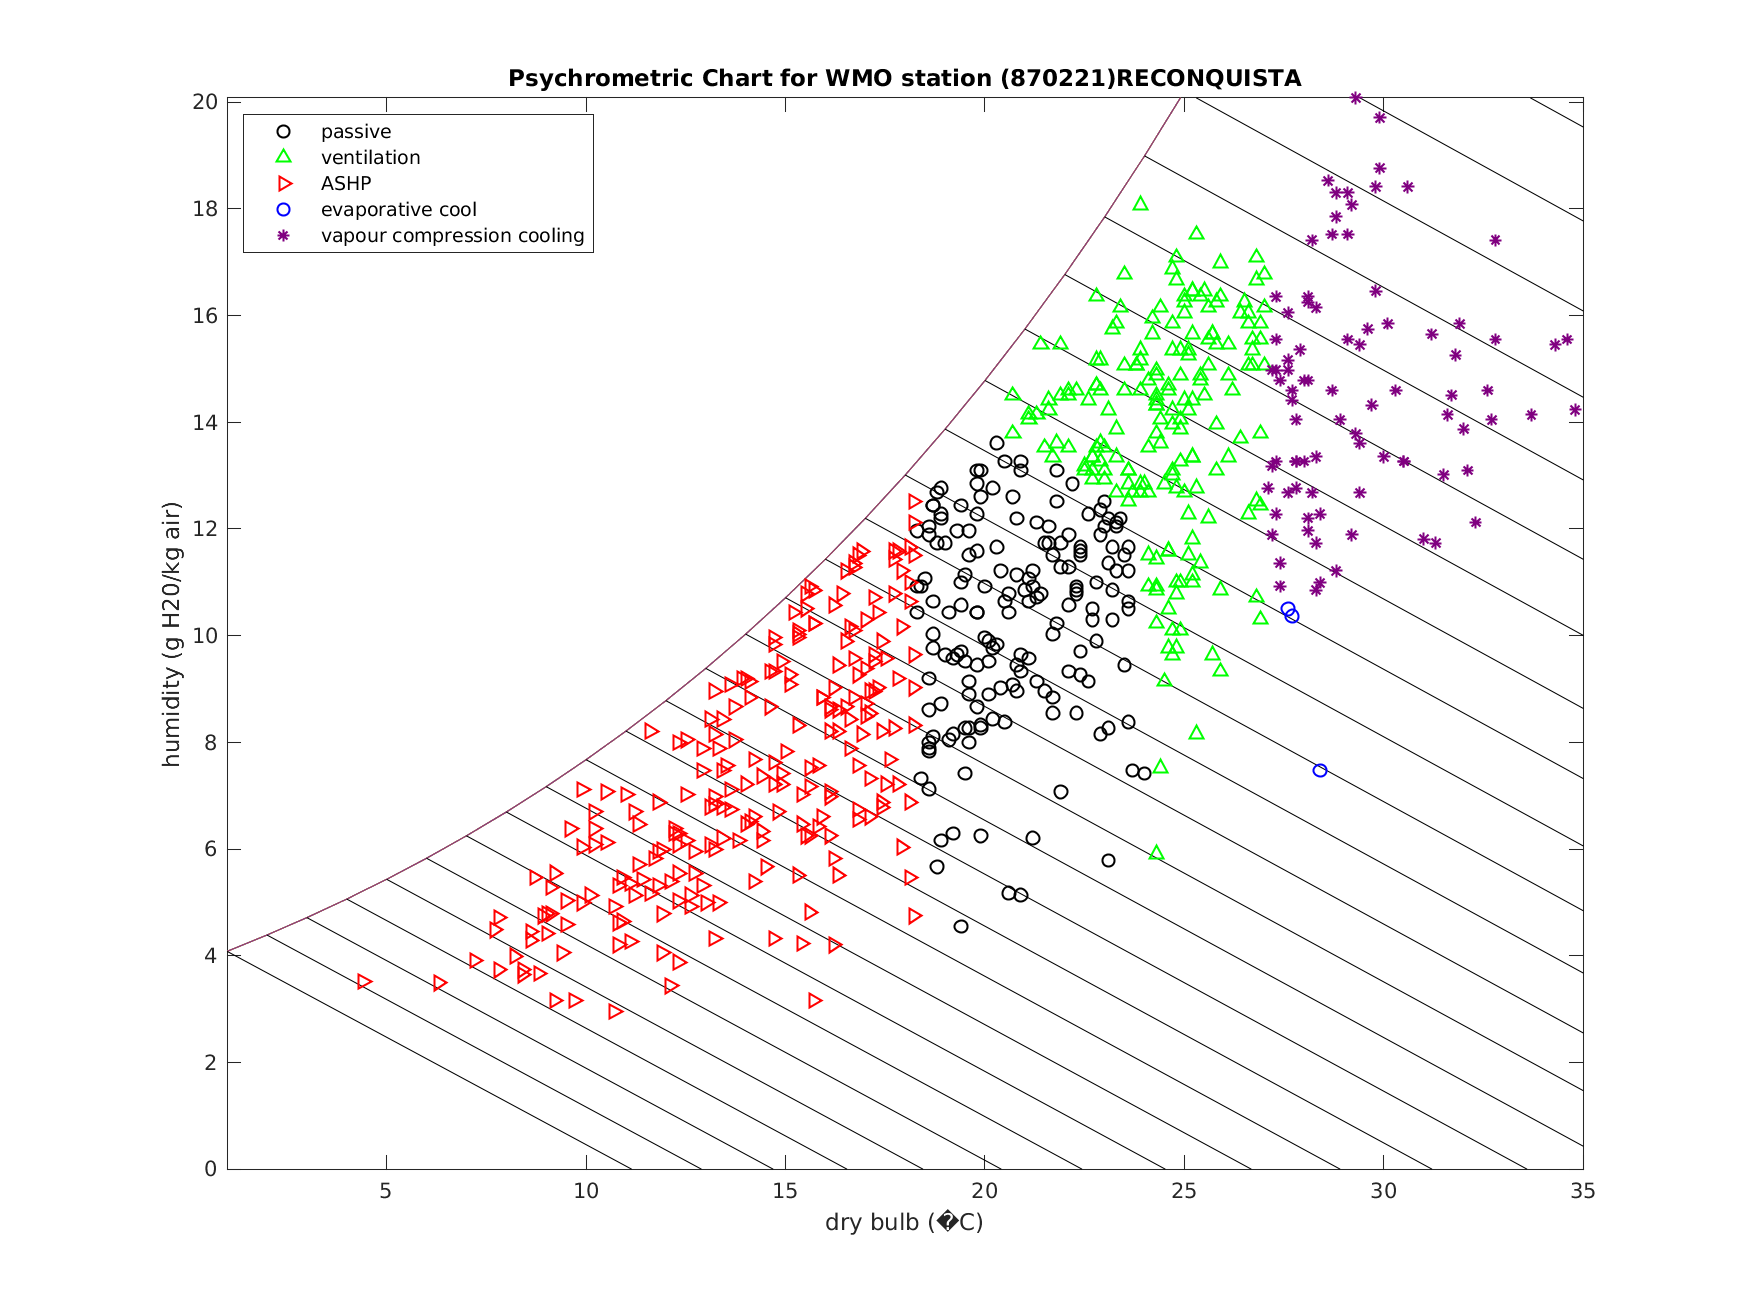 Psychrometric Chart for WMO station (870221)RECONQUISTA
passive
ventilation
ASHP
evaporative cool
vapour compression cooling
humidity (g H20/kg air)
20
18
16
14
12
10
8
6
4
2
0
5 10 15 20 25 30 35
dry bulb (�C)